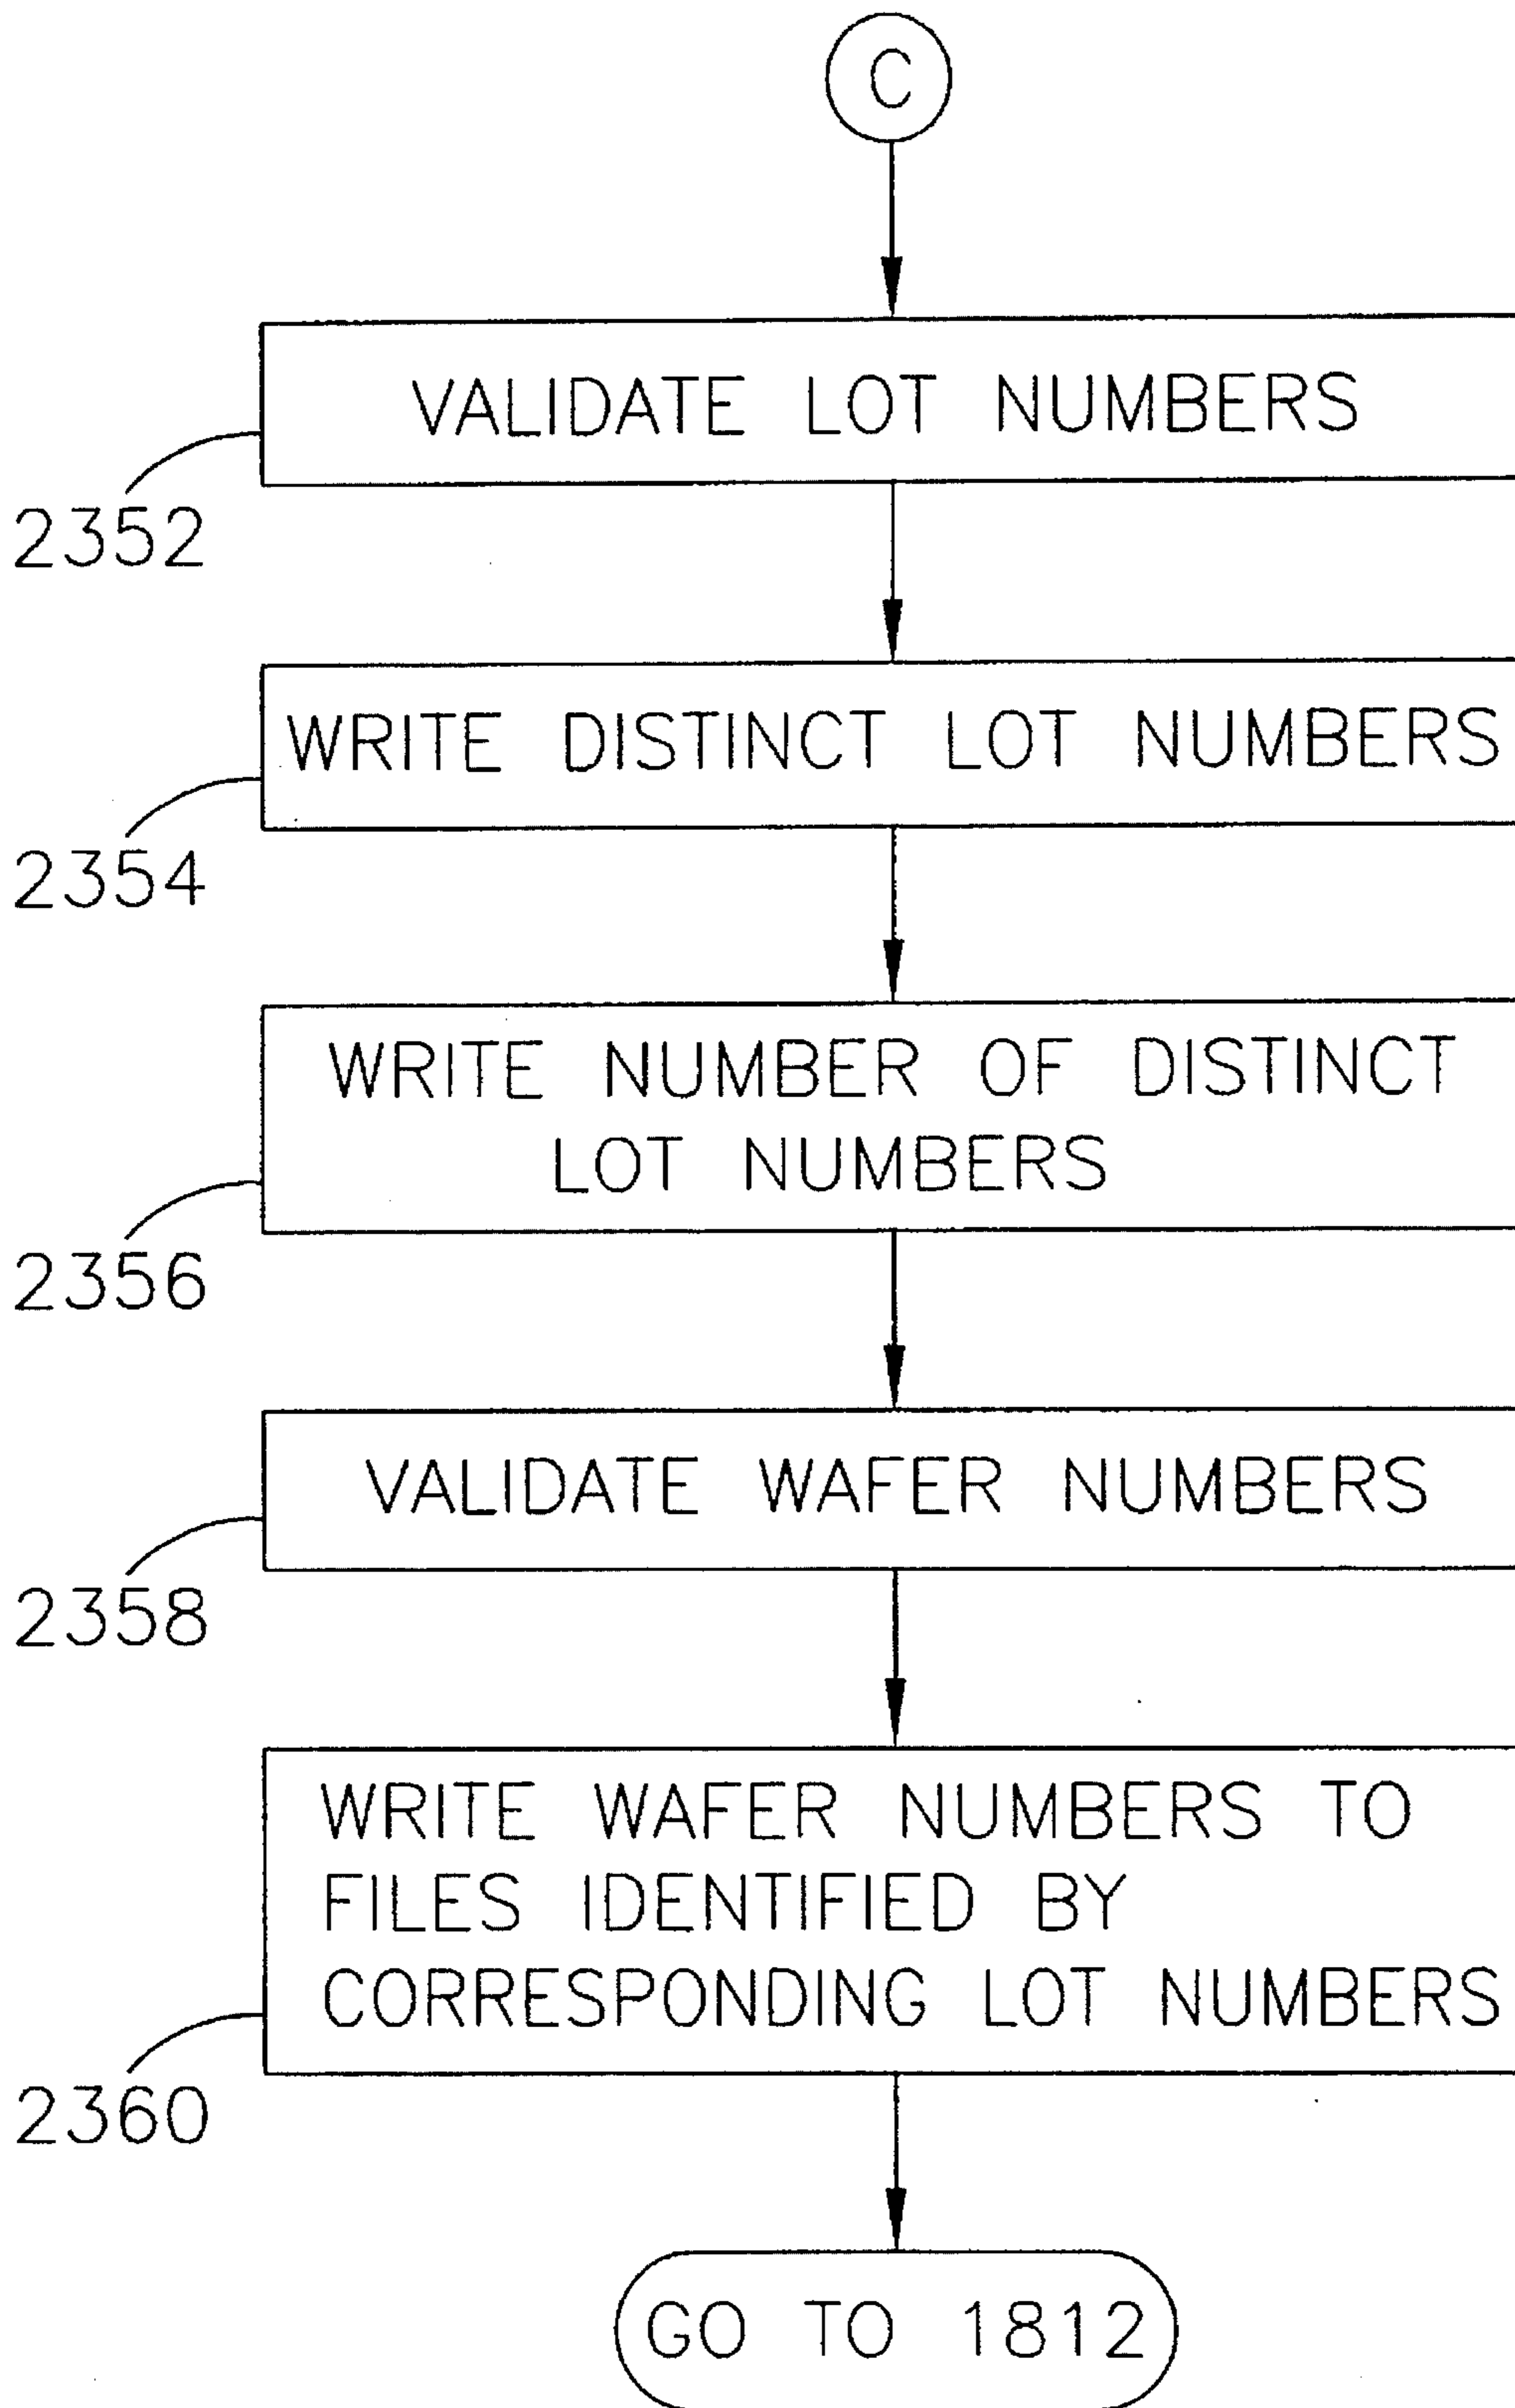 C
VALIDATE LOT NUMBERS
2352
WRITE DISTINCT LOT NUMBERS
2354
WRITE NUMBER OF DISTINCT
LOT NUMBERS
2356
VALIDATE WAFER NUMBERS
2358
WRITE WAFER NUMBERS TO
FILES IDENTIFIED BY
CORRESPONDING LOT NUMBERS
2360
GO TO 1812